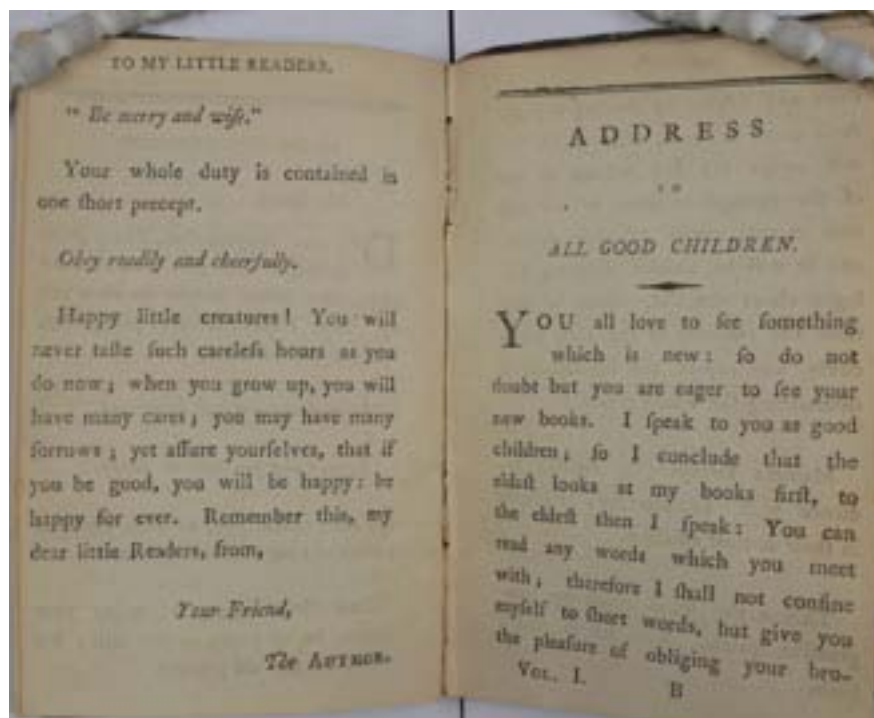 TO MY LITTLE READERS.
" Be merry and wiſe."
Your whole duty is contained in
one ſhort precept.
Obey readily and cheerfully.
Happy little creatures! You will
never taſte ſuch careleſs hours as you
do now; when you grow up, you will
have many cares; you may have many
ſorrows; yet aſſure yourſelves, that if
you be good, you will be happy: be
happy for ever. Remember this, my
dear little Readers, from,
Your Friend,
The AUTHOR.
ADDRESS
TO
ALL GOOD CHILDREN.
YOU all love to ſee ſomething
which is new: ſo do not
doubt but you are eager to ſee your
new books. I ſpeak to you as good
children; ſo I conclude that the
eldeſt looks at my books firſt, to
the eldeſt then I ſpeak: You can
read any words which you meet
with; therefore I ſhall not confine
myſelf to ſhort words, but give you
the pleaſure of obliging your bro-
VOL. I. B